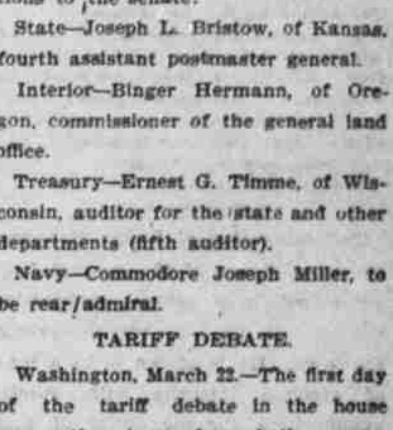 the senate:
State—Joseph L. Bristow, of Kansas,
fourth assistant postmaster general.
Interior—Binger Hermann, of Ore-
gon, commissioner of the general land
office.
Treasury—Ernest G. Timme, of Wis-
consin, auditor for the state and other
departments (fifth auditor).
Navy—Commodore Joseph Miller, to
be rear admiral.
TARIFF DEBATE.
Washington, March 22.—The first day
of the tariff debate in the house